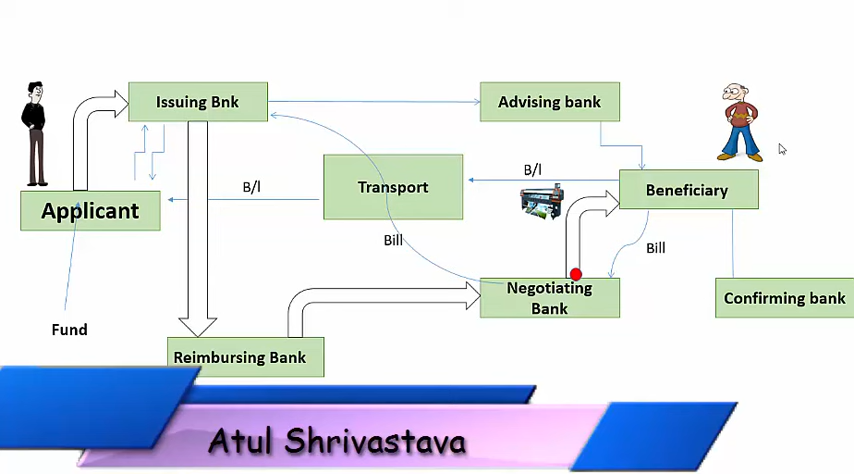 Issuing Bnk
Advising bank
B/l
Transport
B/l
Beneficiary
Applicant
Bill
Bill
Negotiating
Bank
Confirming bank
Fund
Reimbursing Bank
Atul Shrivastava